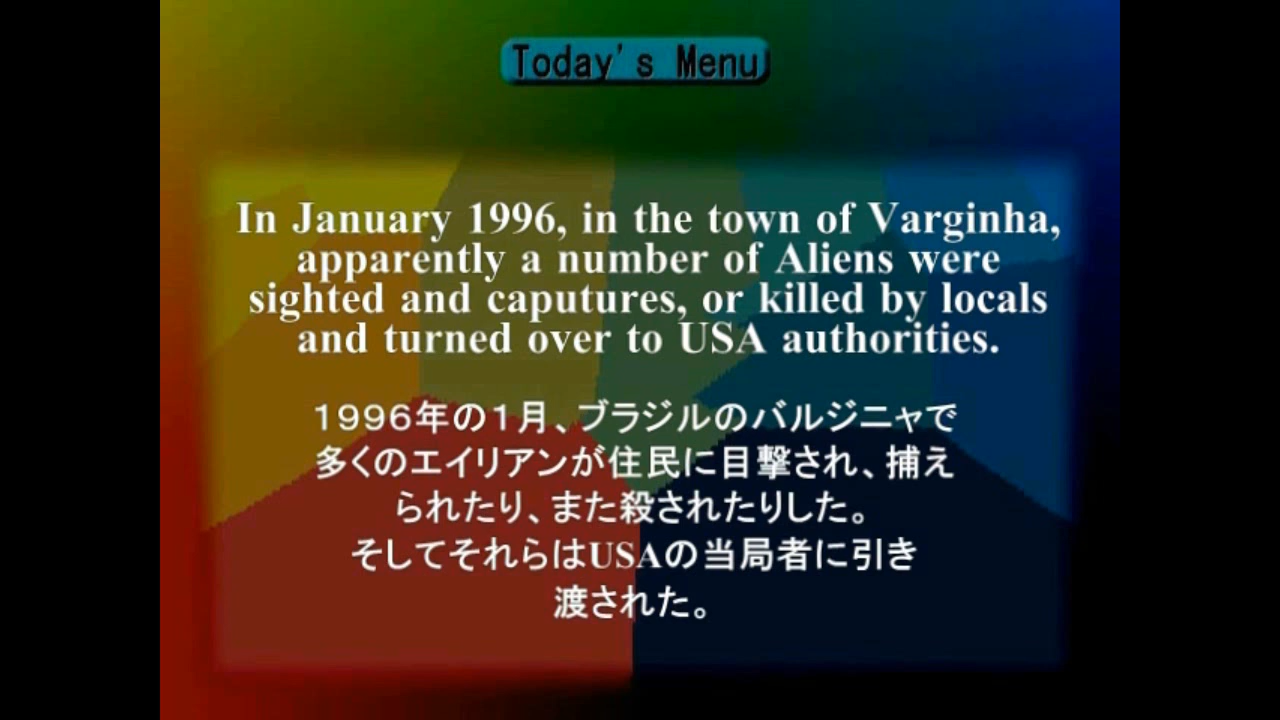 Today's Menu
In January 1996, in the town of Varginha,
apparently a number of Aliens were
sighted and caputures, or killed by locals
and turned over to USA authorities.
１９９６年の１月、ブラジルのバルジニャで
多くのエイリアンが住民に目撃され、捕え
られたり、また殺されたりした。
そしてそれらはUSAの当局者に引き
渡された。